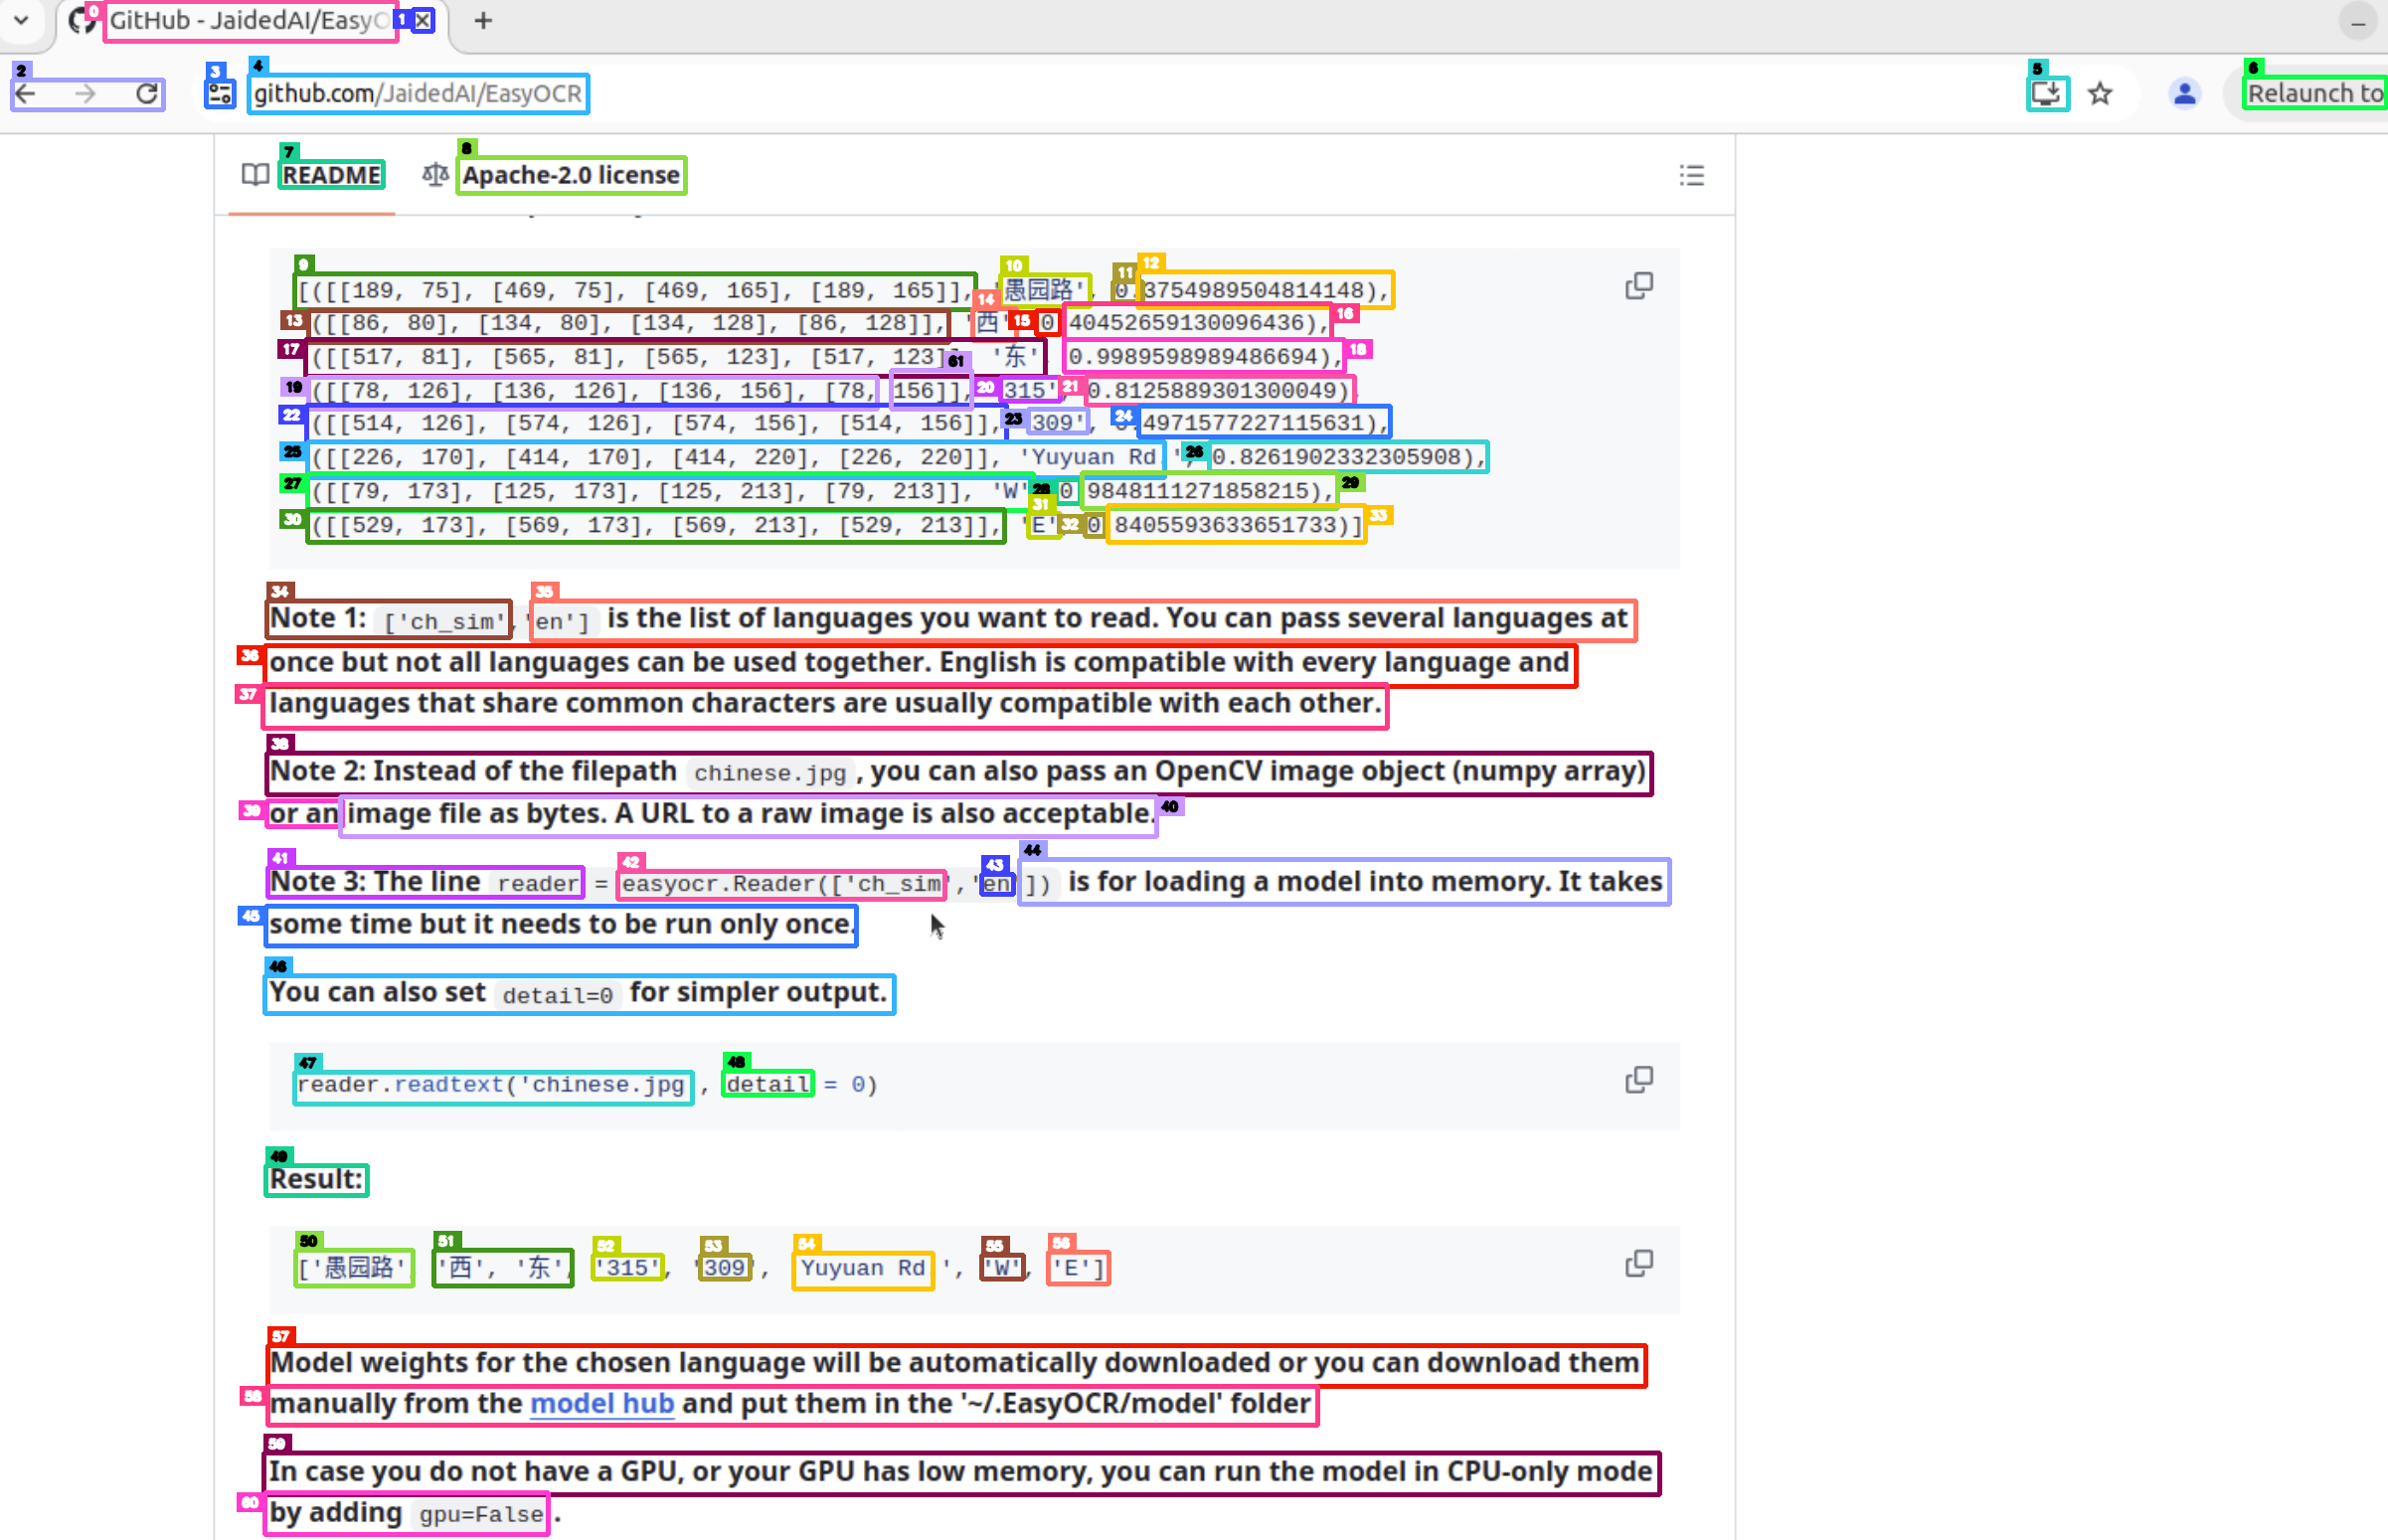 GitHub - JaidedAI/EasyO
github.com/JaidedAI/EasyOCR
Relaunch to
README
Apache-2.0 license
[([[189, 75], [469, 75], [469, 165], [189, 165]], '愚园路', 0.3754989504814148),
([[86, 80], [134, 80], [134, 128], [86, 128]], '西', 0.40452659130096436),
([[517, 81], [565, 81], [565, 123], [517, 123]], '东', 0.9989598989486694),
([[78, 126], [136, 126], [136, 156], [78, 156]], '315', 0.8125889301300049),
([[514, 126], [574, 126], [574, 156], [514, 156]], '309', 0.4971577227115631),
([[226, 170], [414, 170], [414, 220], [226, 220]], 'Yuyuan Rd.', 0.8261902332305908),
([[79, 173], [125, 173], [125, 213], [79, 213]], 'W', 0.9848111271858215),
([[529, 173], [569, 173], [569, 213], [529, 213]], 'E', 0.8405593633651733)]
Note 1: ['ch_sim','en'] is the list of languages you want to read. You can pass several languages at
once but not all languages can be used together. English is compatible with every language and
languages that share common characters are usually compatible with each other.
Note 2: Instead of the filepath chinese.jpg, you can also pass an OpenCV image object (numpy array)
or an image file as bytes. A URL to a raw image is also acceptable.
Note 3: The line reader = easyocr.Reader(['ch_sim','en']) is for loading a model into memory. It takes
some time but it needs to be run only once.
You can also set detail=0 for simpler output.
reader.readtext('chinese.jpg', detail = 0)
Result:
['愚园路', '西', '东', '315', '309', 'Yuyuan Rd.', 'W', 'E']
Model weights for the chosen language will be automatically downloaded or you can download them
manually from the model hub and put them in the '~/.EasyOCR/model' folder
In case you do not have a GPU, or your GPU has low memory, you can run the model in CPU-only mode
by adding gpu=False.